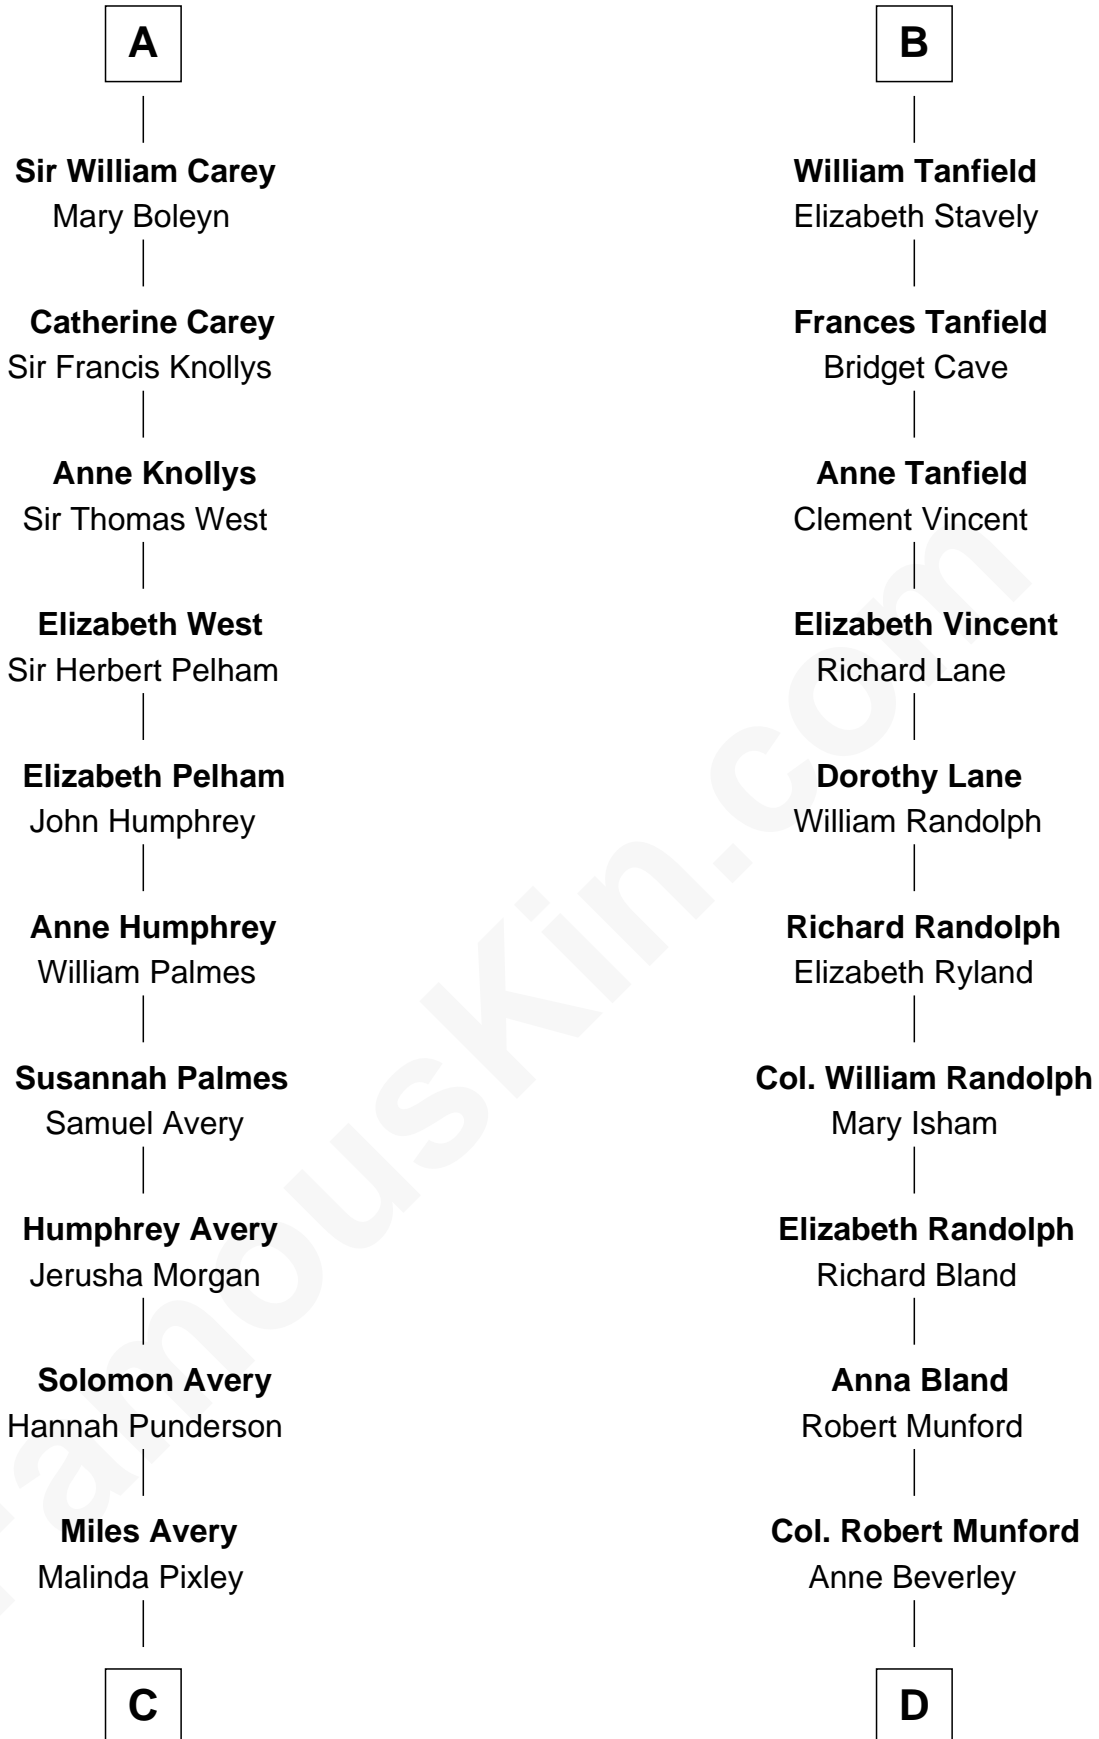 A
Sir William Carey
Mary Boleyn
Catherine Carey
Sir Francis Knollys
Anne Knollys
Sir Thomas West
Elizabeth West
Sir Herbert Pelham
Elizabeth Pelham
John Humphrey
Anne Humphrey
William Palmes
Susannah Palmes
Samuel Avery
Humphrey Avery
Jerusha Morgan
Solomon Avery
Hannah Punderson
Miles Avery
Malinda Pixley
C
B
William Tanfield
Elizabeth Stavely
Frances Tanfield
Bridget Cave
Anne Tanfield
Clement Vincent
Elizabeth Vincent
Richard Lane
Dorothy Lane
William Randolph
Richard Randolph
Elizabeth Ryland
Col. William Randolph
Mary Isham
Elizabeth Randolph
Richard Bland
Anna Bland
Robert Munford
Col. Robert Munford
Anne Beverley
D
FamousKin.com